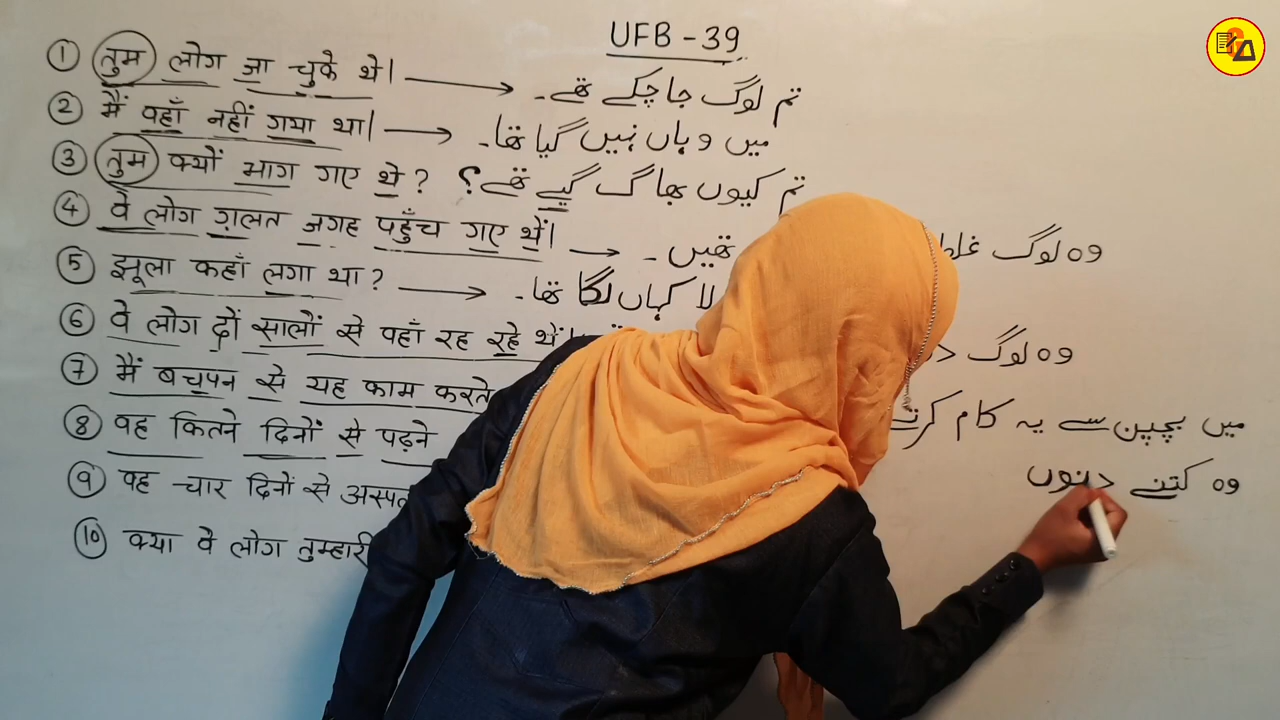 UFB - 39
① तुम लोग जा चुके थे। → تم لوگ جا چکے تھے۔
② मैं वहाँ नहीं गया था। → میں وہاں نہیں گیا تھا۔
③ तुम क्यों भाग गए थे? تم کیوں بھاگ گیے تھے؟
④ वे लोग ग़लत जगह पहुँच गए थें। → وہ لوگ تھیں۔
⑤ झूला कहाँ लगा था? → لا کہاں لگا تھا۔
⑥ वे लोग दो सालों से वहाँ रह रहे थें। وہ لوگ
⑦ मैं बचपन से यह काम करते میں بچپن سے یہ کام کرتے
⑧ वह कितने दिनों से पढ़ने وہ کتنے دنوں
⑨ वह चार दिनों से
⑩ क्या वे लोग तुम्हारी